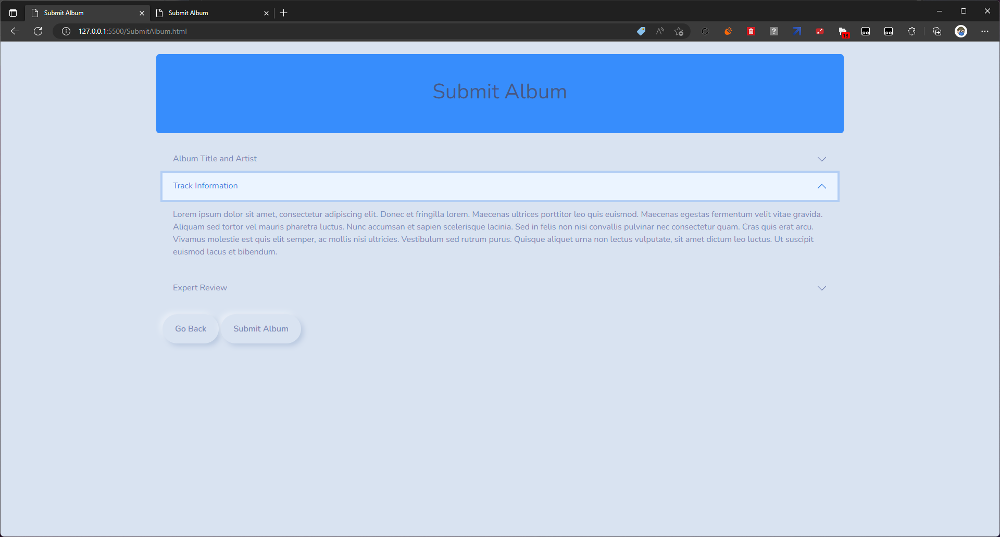 Submit Album
Submit Album
127.0.0.1:5500/SubmitAlbum.html
13
Submit Album
Album Title and Artist
Track Information
Lorem ipsum dolor sit amet, consectetur adipiscing elit. Donec et fringilla lorem. Maecenas ultrices porttitor leo quis euismod. Maecenas egestas fermentum velit vitae gravida.
Aliquam sed tortor vel mauris pharetra luctus. Nunc accumsan et sapien scelerisque lacinia. Sed in felis non nisi convallis pulvinar nec consectetur quam. Cras quis erat arcu.
Vivamus molestie est quis elit semper, ac mollis nisi ultricies. Vestibulum sed rutrum purus. Quisque aliquet urna non lectus vulputate, sit amet dictum leo luctus. Ut suscipit
euismod lacus et bibendum.
Expert Review
Go Back
Submit Album